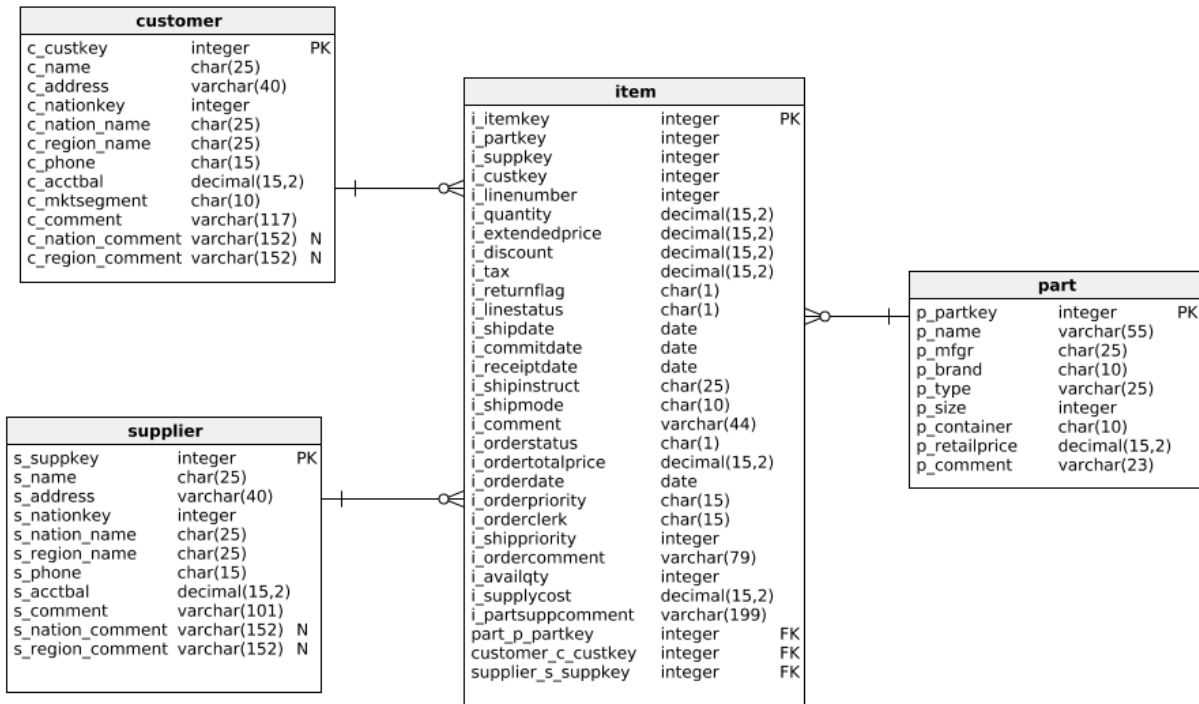 customer
c_custkey integer PK
c_name char(25)
c_address varchar(40)
c_nationkey integer
c_nation_name char(25)
c_region_name char(25)
c_phone char(15)
c_acctbal decimal(15,2)
c_mktsegment char(10)
c_comment varchar(117)
c_nation_comment varchar(152) N
c_region_comment varchar(152) N
supplier
s_suppkey integer PK
s_name char(25)
s_address varchar(40)
s_nationkey integer
s_nation_name char(25)
s_region_name char(25)
s_phone char(15)
s_acctbal decimal(15,2)
s_comment varchar(101)
s_nation_comment varchar(152) N
s_region_comment varchar(152) N
item
i_itemkey integer PK
i_partkey integer
i_suppkey integer
i_custkey integer
i_linenumber integer
i_quantity decimal(15,2)
i_extendedprice decimal(15,2)
i_discount decimal(15,2)
i_tax decimal(15,2)
i_returnflag char(1)
i_linestatus char(1)
i_shipdate date
i_commitdate date
i_receiptdate date
i_shipinstruct char(25)
i_shipmode char(10)
i_comment varchar(44)
i_orderstatus char(1)
i_ordertotalprice decimal(15,2)
i_orderdate date
i_orderpriority char(15)
i_orderclerk char(15)
i_shippriority integer
i_ordercomment varchar(79)
i_availqty integer
i_supplycost decimal(15,2)
i_partsuppcomment varchar(199)
part_p_partkey integer FK
customer_c_custkey integer FK
supplier_s_suppkey integer FK
part
p_partkey integer PK
p_name varchar(55)
p_mfgr char(25)
p_brand char(10)
p_type varchar(25)
p_size integer
p_container char(10)
p_retailprice decimal(15,2)
p_comment varchar(23)